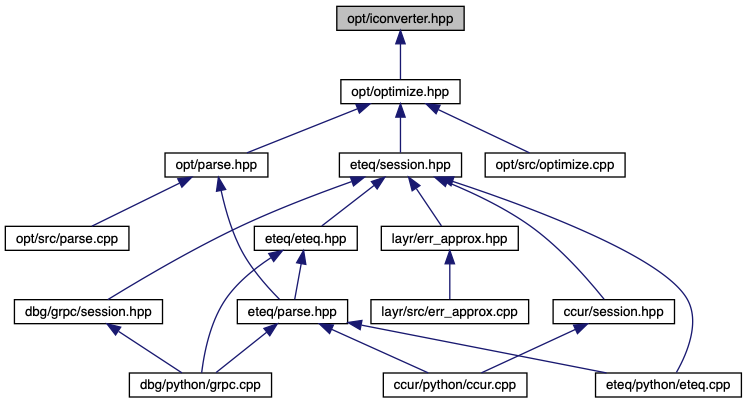 opt/iconverter.hpp
opt/optimize.hpp
opt/parse.hpp
eteq/session.hpp
opt/src/optimize.cpp
opt/src/parse.cpp
eteq/eteq.hpp
layr/err_approx.hpp
dbg/grpc/session.hpp
eteq/parse.hpp
layr/src/err_approx.cpp
ccur/session.hpp
dbg/python/grpc.cpp
ccur/python/ccur.cpp
eteq/python/eteq.cpp